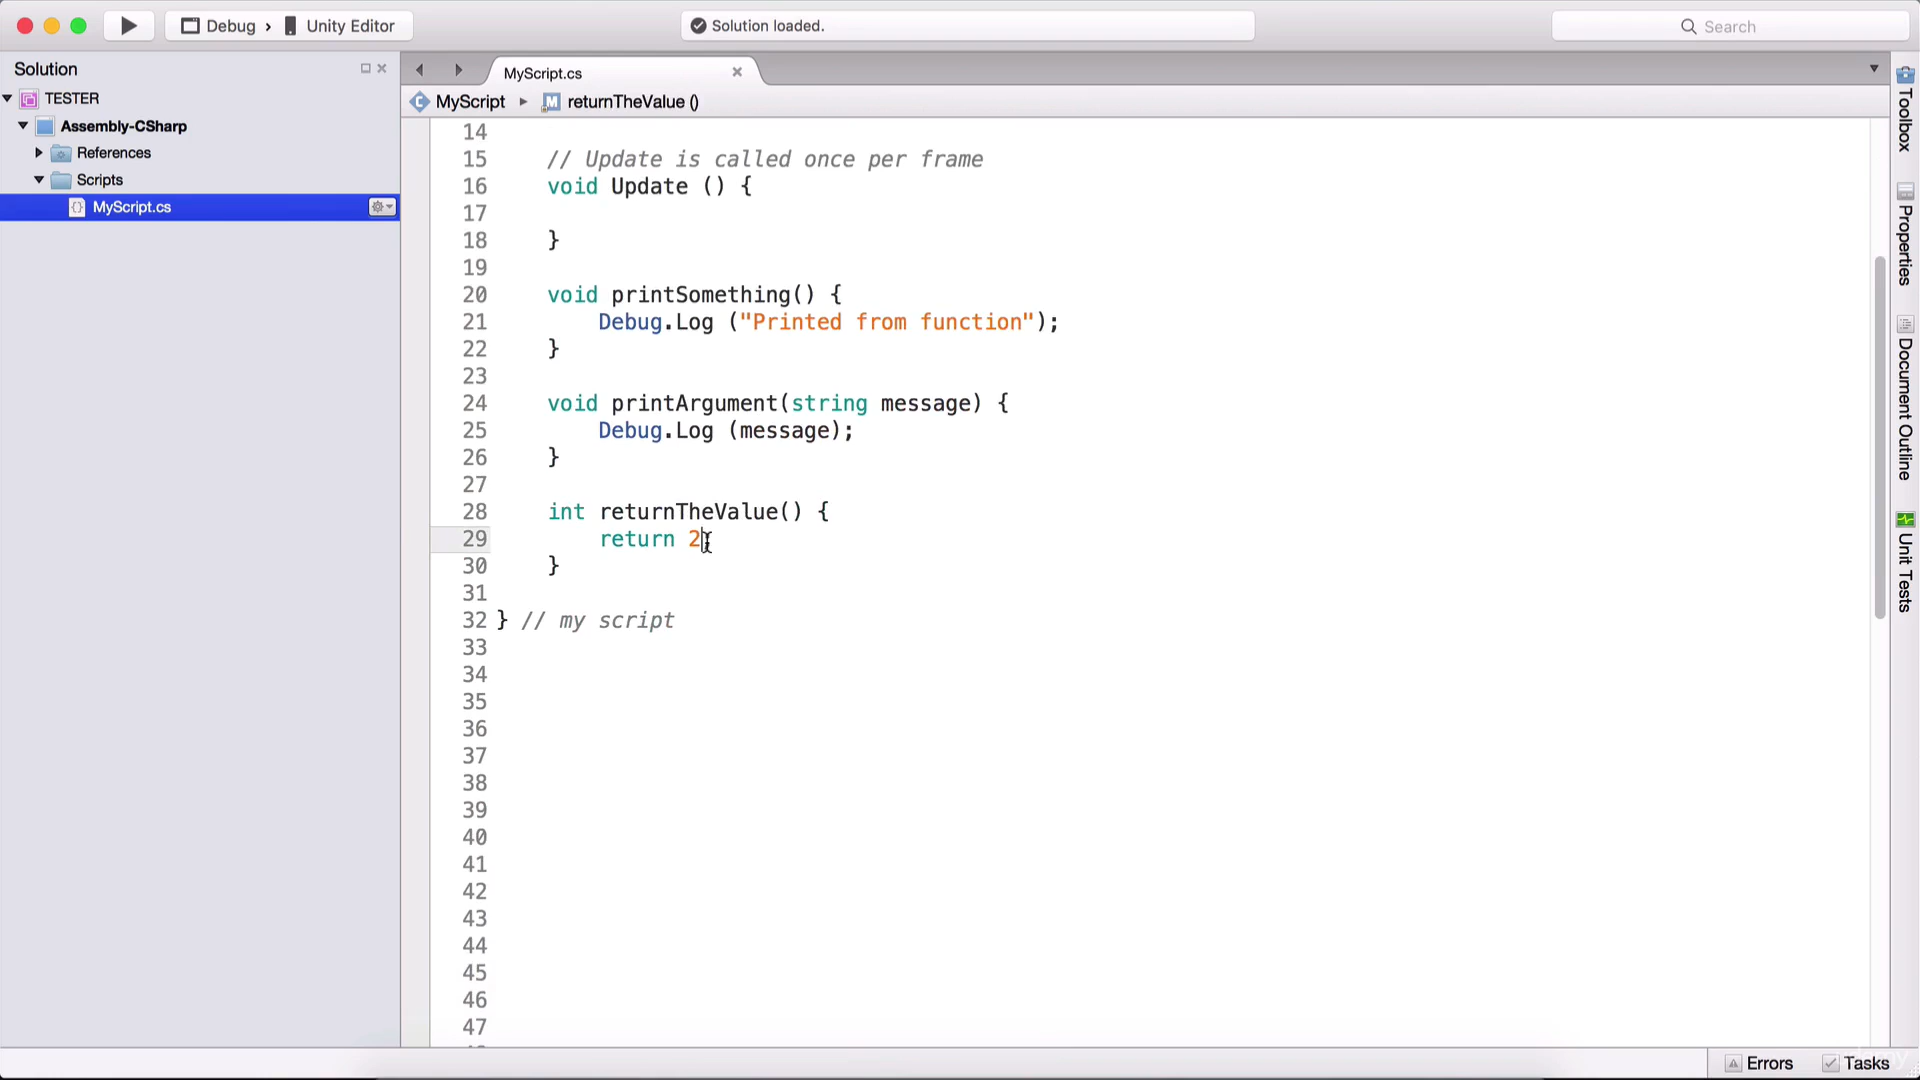 Debug › Unity Editor
Solution loaded.
Search
Solution
TESTER
Assembly-CSharp
References
Scripts
MyScript.cs
MyScript.cs
MyScript ▸ returnTheValue ()
14
15 // Update is called once per frame
16 void Update () {
17
18 }
19
20 void printSomething() {
21 Debug.Log ("Printed from function");
22 }
23
24 void printArgument(string message) {
25 Debug.Log (message);
26 }
27
28 int returnTheValue() {
29 return 2
30 }
31
32 } // my script
33
34
35
36
37
38
39
40
41
42
43
44
45
46
47
Toolbox
Properties
Document Outline
Unit Tests
Errors
Tasks